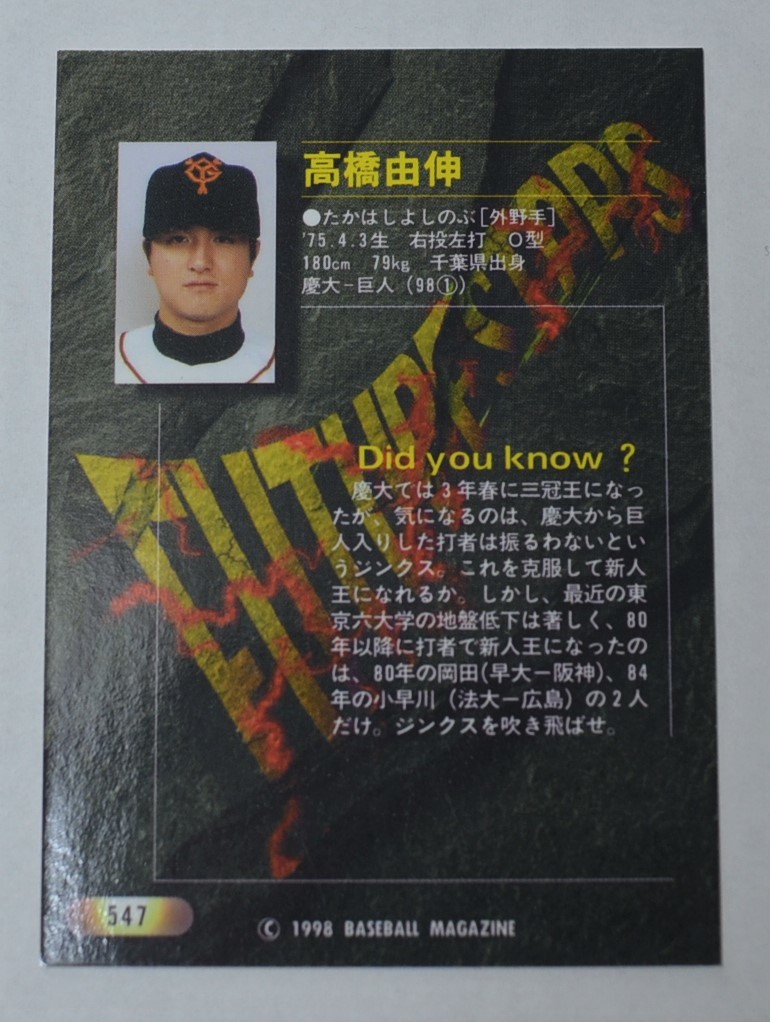 高橋由伸
●たかはしよしのぶ[外野手]
'75.4.3生 右投左打 O型
180cm 79kg 千葉県出身
慶大−巨人(98①)
FUTURE STARS
Did you know ?
慶大では3年春に三冠王になっ
たが、気になるのは、慶大から巨
人入りした打者は振るわないとい
うジンクス。これを克服して新人
王になれるか。しかし、最近の東
京六大学の地盤低下は著しく、80
年以降に打者で新人王になったの
は、80年の岡田(早大−阪神)、84
年の小早川(法大−広島)の2人
だけ。ジンクスを吹き飛ばせ。
547
© 1998 BASEBALL MAGAZINE